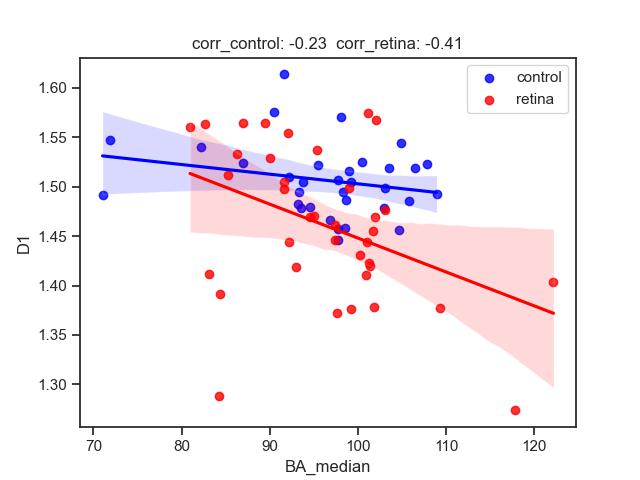 corr_control: -0.23  corr_retina: -0.41
control
retina
1.60
1.55
1.50
1.45
1.40
1.35
1.30
D1
70 80 90 100 110 120
BA_median